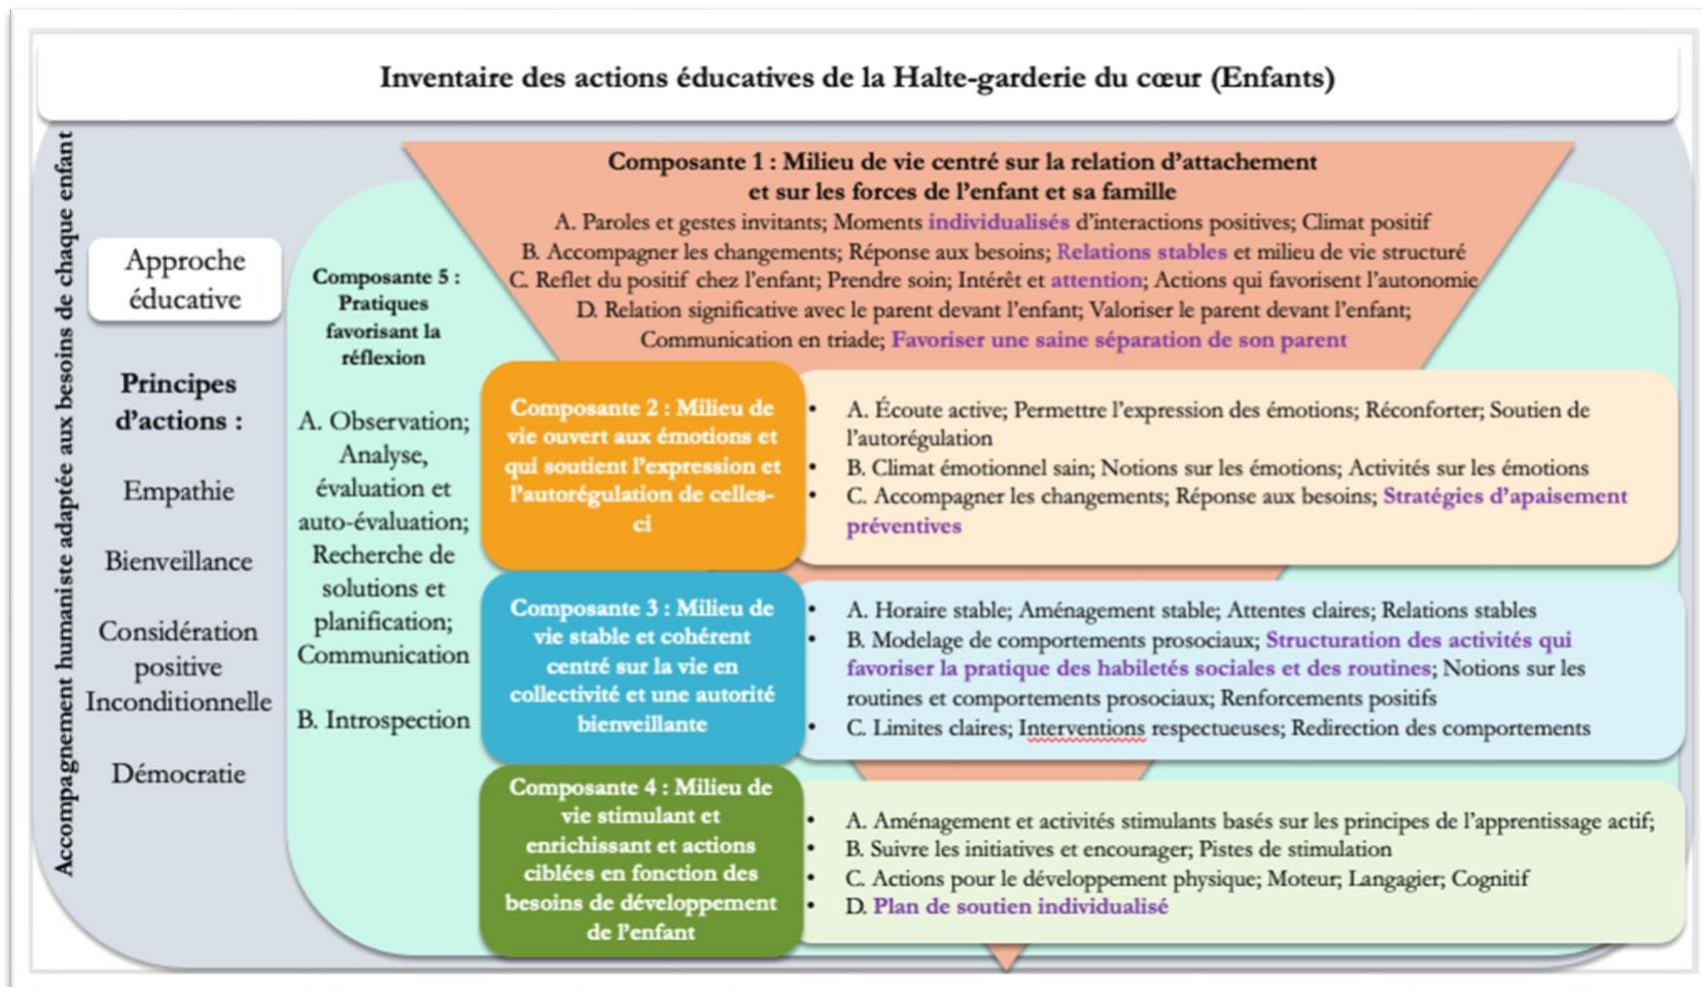 Inventaire des actions éducatives de la Halte-garderie du cœur (Enfants)
Accompagnement humaniste adaptée aux besoins de chaque enfant
Approche
éducative
Principes
d’actions :
Empathie
Bienveillance
Considération
positive
Inconditionnelle
Démocratie
Composante 5 :
Pratiques
favorisant la
réflexion
A. Observation;
Analyse,
évaluation et
auto-évaluation;
Recherche de
solutions et
planification;
Communication
B. Introspection
Composante 1 : Milieu de vie centré sur la relation d’attachement
et sur les forces de l’enfant et sa famille
A. Paroles et gestes invitants; Moments individualisés d’interactions positives; Climat positif
B. Accompagner les changements; Réponse aux besoins; Relations stables et milieu de vie structuré
C. Reflet du positif chez l’enfant; Prendre soin; Intérêt et attention; Actions qui favorisent l’autonomie
D. Relation significative avec le parent devant l’enfant; Valoriser le parent devant l’enfant;
Communication en triade; Favoriser une saine séparation de son parent
Composante 2 : Milieu de
vie ouvert aux émotions et
qui soutient l’expression et
l’autorégulation de celles-
ci
• A. Écoute active; Permettre l’expression des émotions; Réconforter; Soutien de
l’autorégulation
• B. Climat émotionnel sain; Notions sur les émotions; Activités sur les émotions
• C. Accompagner les changements; Réponse aux besoins; Stratégies d’apaisement
préventives
Composante 3 : Milieu de
vie stable et cohérent
centré sur la vie en
collectivité et une autorité
bienveillante
• A. Horaire stable; Aménagement stable; Attentes claires; Relations stables
• B. Modelage de comportements prosociaux; Structuration des activités qui
favoriser la pratique des habiletés sociales et des routines; Notions sur les
routines et comportements prosociaux; Renforcements positifs
• C. Limites claires; Interventions respectueuses; Redirection des comportements
Composante 4 : Milieu de
vie stimulant et
enrichissant et actions
ciblées en fonction des
besoins de développement
de l’enfant
• A. Aménagement et activités stimulants basés sur les principes de l’apprentissage actif;
• B. Suivre les initiatives et encourager; Pistes de stimulation
• C. Actions pour le développement physique; Moteur; Langagier; Cognitif
• D. Plan de soutien individualisé